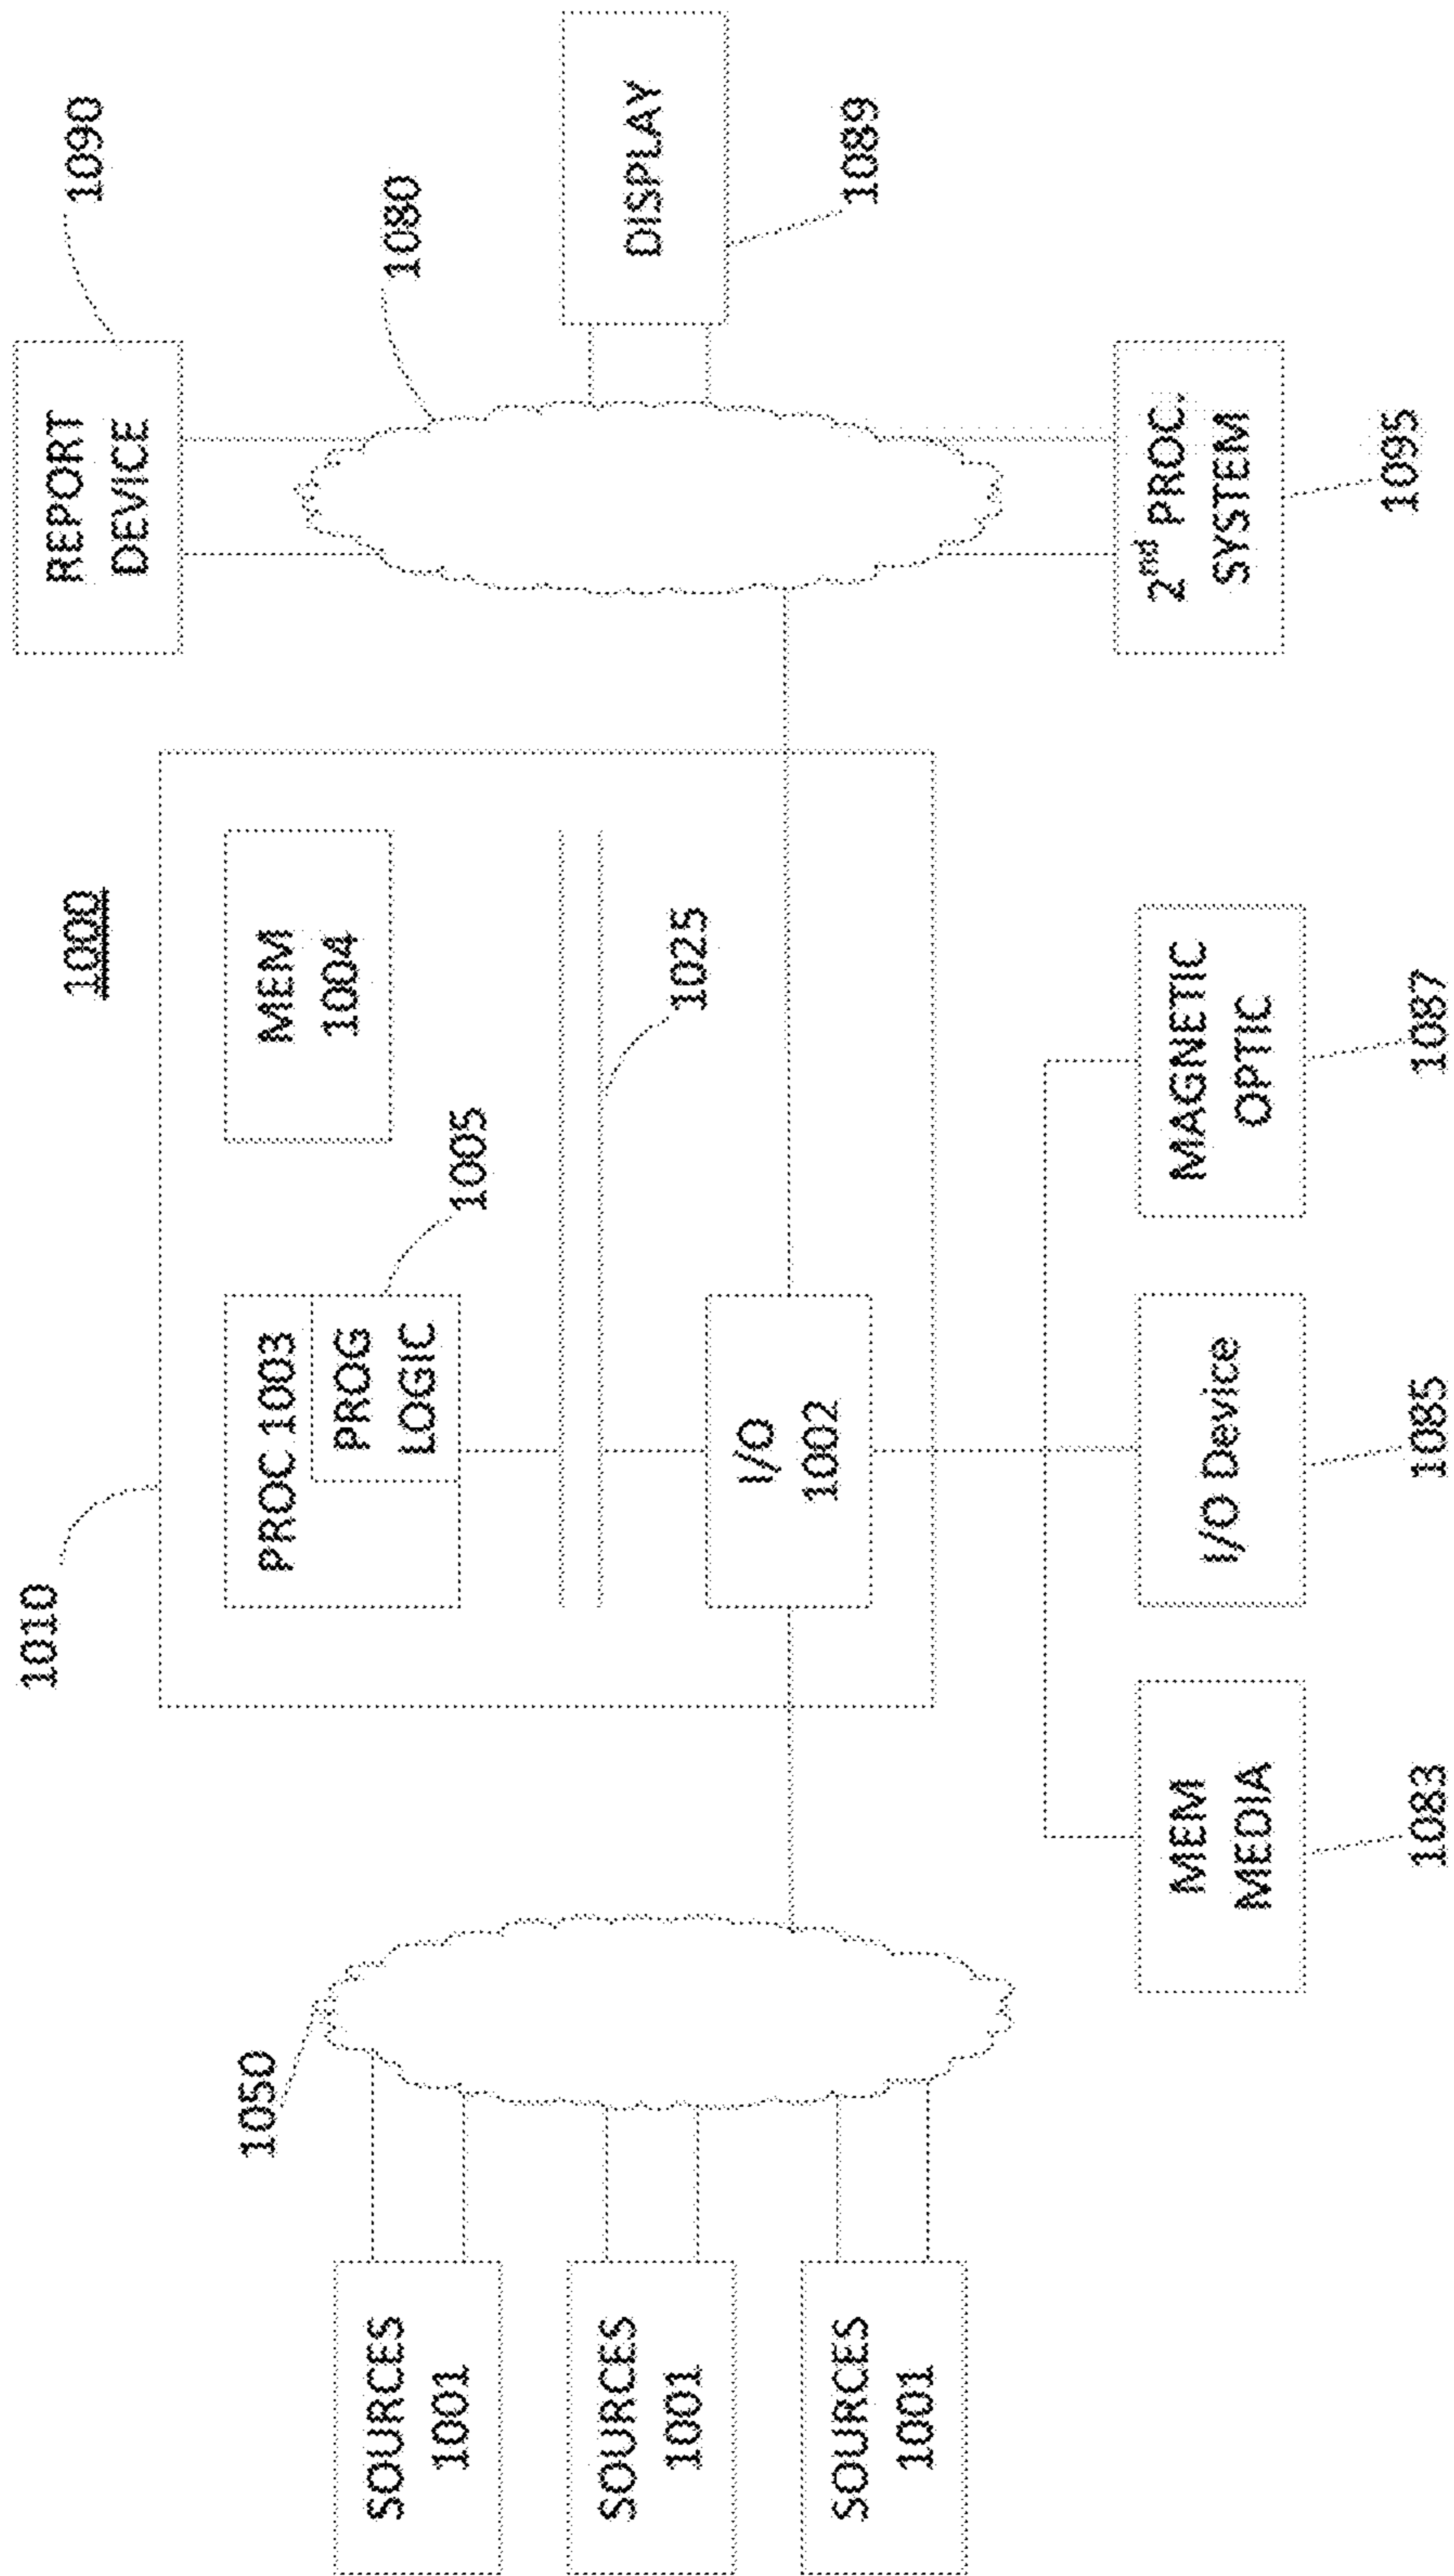 1000
1010
1090
REPORT
DEVICE
1080
PROC 1003
PROG
LOGIC
1005
MEM
1004
1025
1050
SOURCES
1001
SOURCES
1001
SOURCES
1001
I/O
1002
DISPLAY
1089
MEM
MEDIA
1083
I/O Device
1085
MAGNETIC
OPTIC
1087
2nd PROC.
SYSTEM
1095